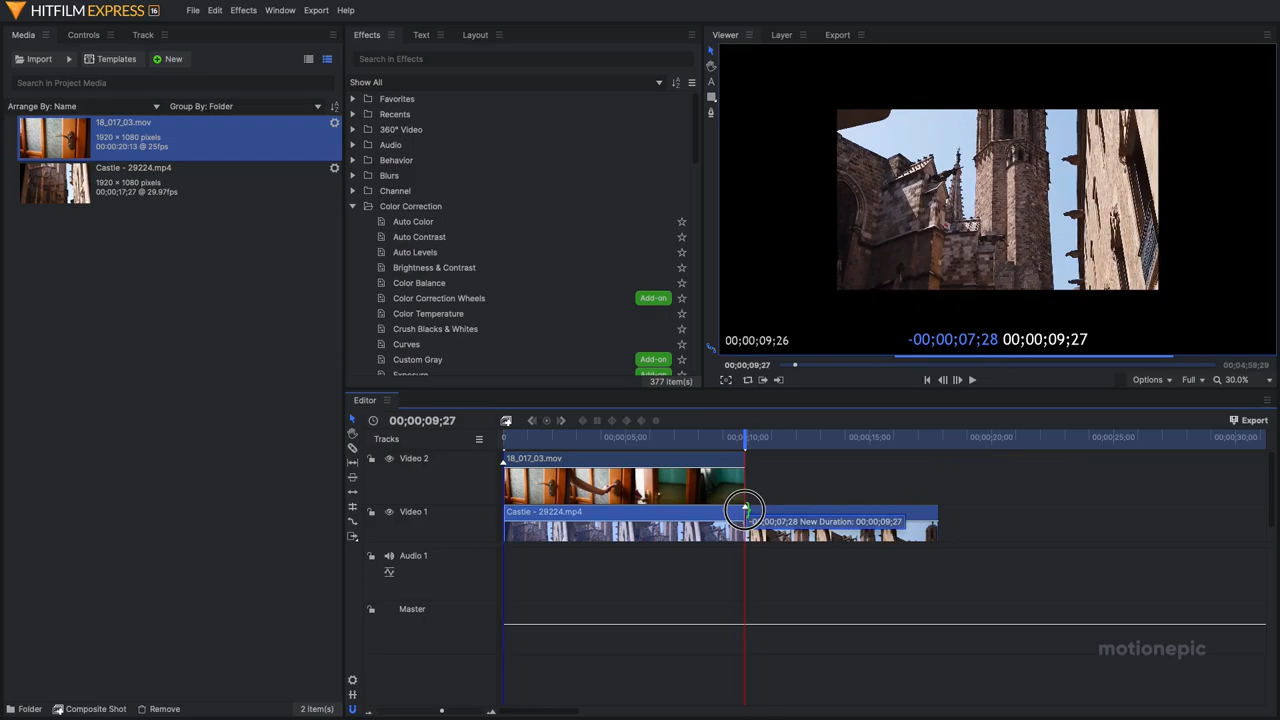 HITFILM EXPRESS 16
File Edit Effects Window Export Help
Media Controls Track
Import Templates New
Search in Project Media
Arrange By: Name Group By: Folder
18_017_03.mov
1920 × 1080 pixels
00:00:20:13 @ 25fps
Castle - 29224.mp4
1920 × 1080 pixels
00;00;17;27 @ 29.97fps
Folder Composite Shot Remove 2 item(s)
Effects Text Layout
Search in Effects
Show All
Favorites
Recents
360° Video
Audio
Behavior
Blurs
Channel
Color Correction
Auto Color
Auto Contrast
Auto Levels
Brightness & Contrast
Color Balance
Color Correction Wheels Add-on
Color Temperature
Crush Blacks & Whites
Curves
Custom Gray Add-on
377 item(s)
Viewer Layer Export
00;00;09;26 -00;00;07;28 00;00;09;27
00;00;09;27 00;04;59;29
Options Full 30.0%
Editor
00;00;09;27 Export
Tracks 0 00;00;05;00 00;00;10;00 00;00;15;00 00;00;20;00 00;00;25;00 00;00;30;00
Video 2 18_017_03.mov
Video 1 Castle - 29224.mp4
00;00;07;28 New Duration: 00;00;09;27
Audio 1
Master
motionepic